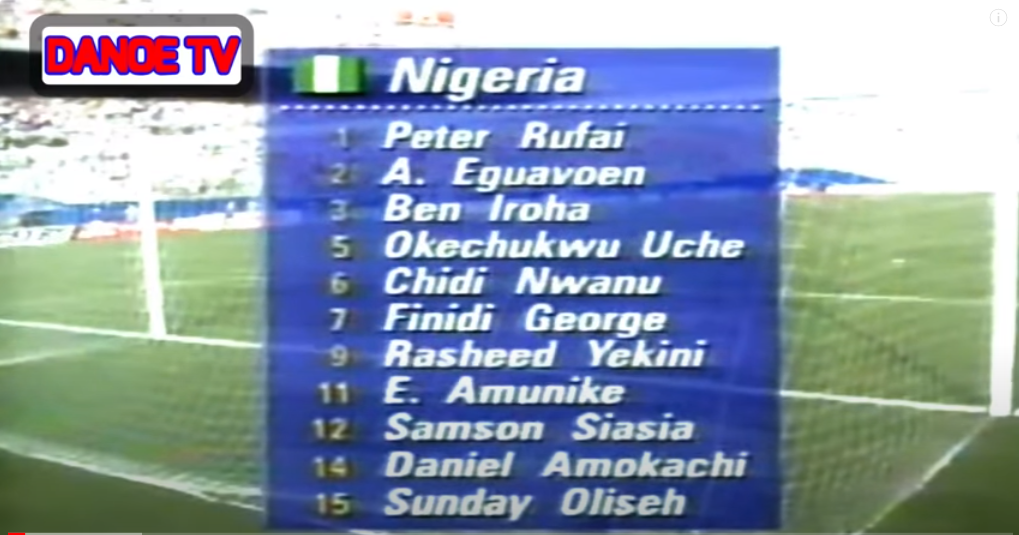 DANOE TV
Nigeria
1 Peter Rufai
2 A. Eguavoen
3 Ben Iroha
5 Okechukwu Uche
6 Chidi Nwanu
7 Finidi George
9 Rasheed Yekini
11 E. Amunike
12 Samson Siasia
14 Daniel Amokachi
15 Sunday Oliseh